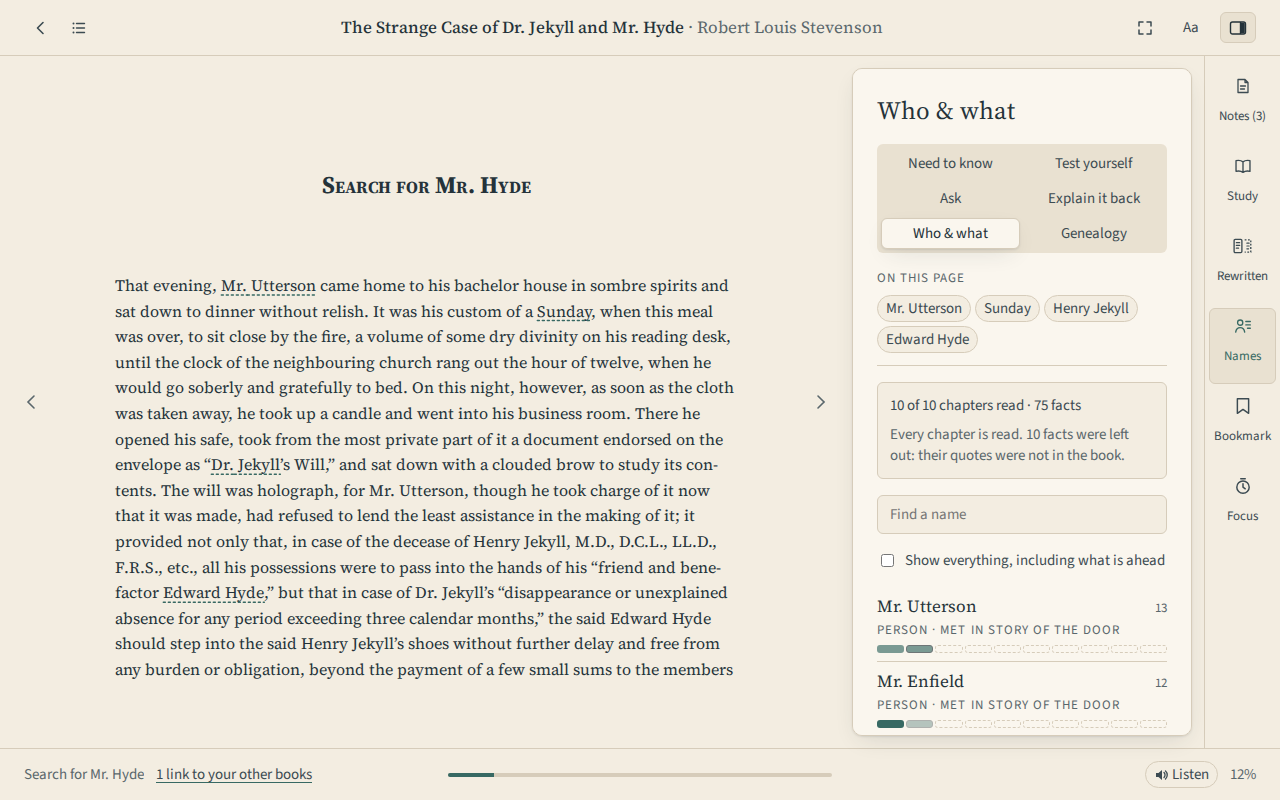 The Strange Case of Dr. Jekyll and Mr. Hyde · Robert Louis Stevenson
Aa
Search for Mr. Hyde
That evening, Mr. Utterson came home to his bachelor house in sombre spirits and
sat down to dinner without relish. It was his custom of a Sunday, when this meal
was over, to sit close by the fire, a volume of some dry divinity on his reading desk,
until the clock of the neighbouring church rang out the hour of twelve, when he
would go soberly and gratefully to bed. On this night, however, as soon as the cloth
was taken away, he took up a candle and went into his business room. There he
opened his safe, took from the most private part of it a document endorsed on the
envelope as “Dr. Jekyll’s Will,” and sat down with a clouded brow to study its con-
tents. The will was holograph, for Mr. Utterson, though he took charge of it now
that it was made, had refused to lend the least assistance in the making of it; it
provided not only that, in case of the decease of Henry Jekyll, M.D., D.C.L., LL.D.,
F.R.S., etc., all his possessions were to pass into the hands of his “friend and bene-
factor Edward Hyde,” but that in case of Dr. Jekyll’s “disappearance or unexplained
absence for any period exceeding three calendar months,” the said Edward Hyde
should step into the said Henry Jekyll’s shoes without further delay and free from
any burden or obligation, beyond the payment of a few small sums to the members
Who & what
Need to know
Test yourself
Ask
Explain it back
Who & what
Genealogy
ON THIS PAGE
Mr. Utterson
Sunday
Henry Jekyll
Edward Hyde
10 of 10 chapters read · 75 facts
Every chapter is read. 10 facts were left
out: their quotes were not in the book.
Find a name
Show everything, including what is ahead
Mr. Utterson 13
PERSON · MET IN STORY OF THE DOOR
Mr. Enfield 12
PERSON · MET IN STORY OF THE DOOR
Notes (3)
Study
Rewritten
Names
Bookmark
Focus
Search for Mr. Hyde 1 link to your other books
Listen 12%